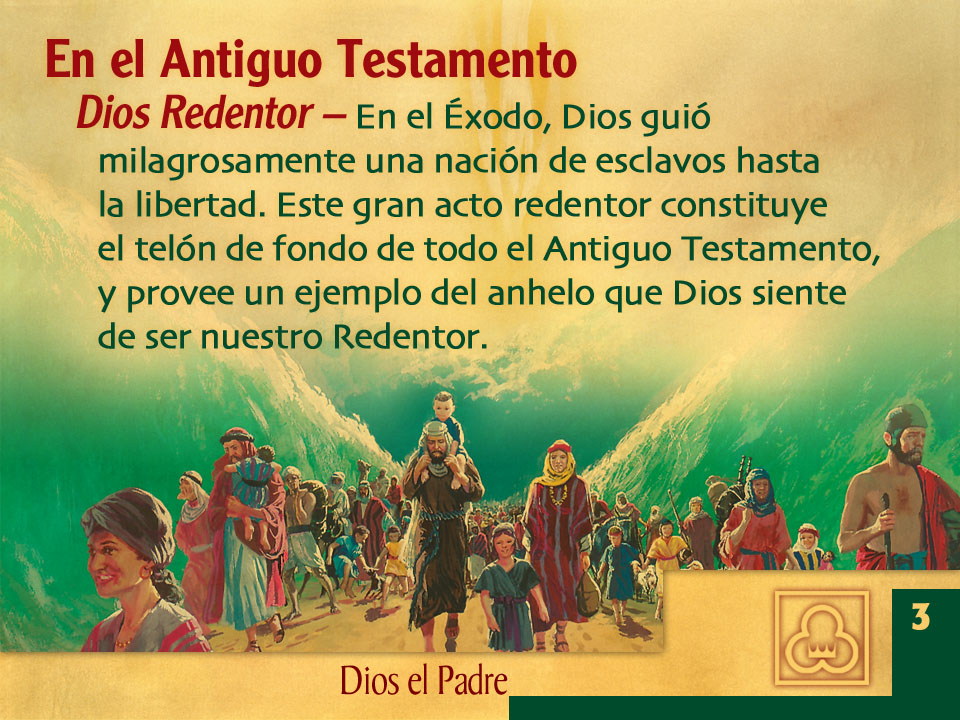 En el Antiguo Testamento
Dios Redentor – En el Éxodo, Dios guió
milagrosamente una nación de esclavos hasta
la libertad. Este gran acto redentor constituye
el telón de fondo de todo el Antiguo Testamento,
y provee un ejemplo del anhelo que Dios siente
de ser nuestro Redentor.
3
Dios el Padre